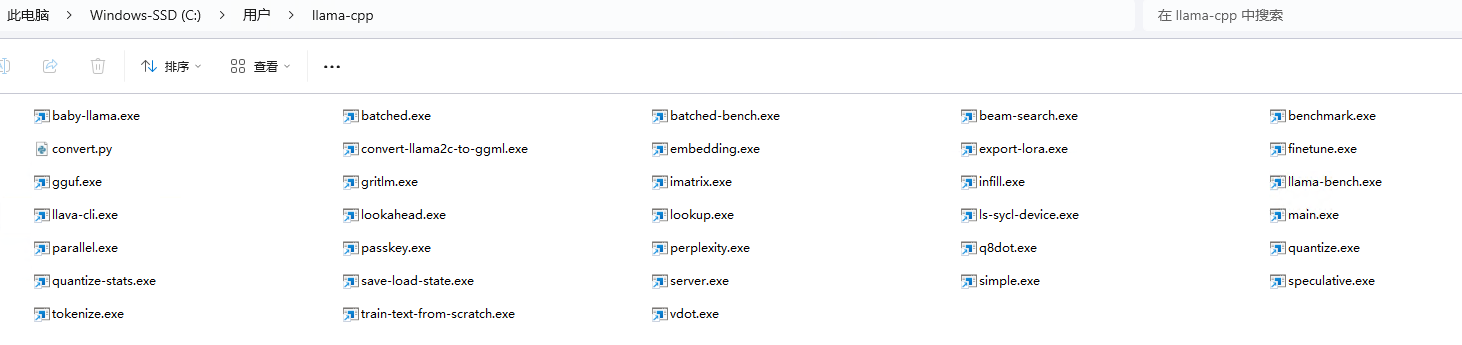 此电脑 > Windows-SSD (C:) > 用户 > llama-cpp 在 llama-cpp 中搜索
排序 查看 ...
baby-llama.exe batched.exe batched-bench.exe beam-search.exe benchmark.exe
convert.py convert-llama2c-to-ggml.exe embedding.exe export-lora.exe finetune.exe
gguf.exe gritlm.exe imatrix.exe infill.exe llama-bench.exe
llava-cli.exe lookahead.exe lookup.exe ls-sycl-device.exe main.exe
parallel.exe passkey.exe perplexity.exe q8dot.exe quantize.exe
quantize-stats.exe save-load-state.exe server.exe simple.exe speculative.exe
tokenize.exe train-text-from-scratch.exe vdot.exe